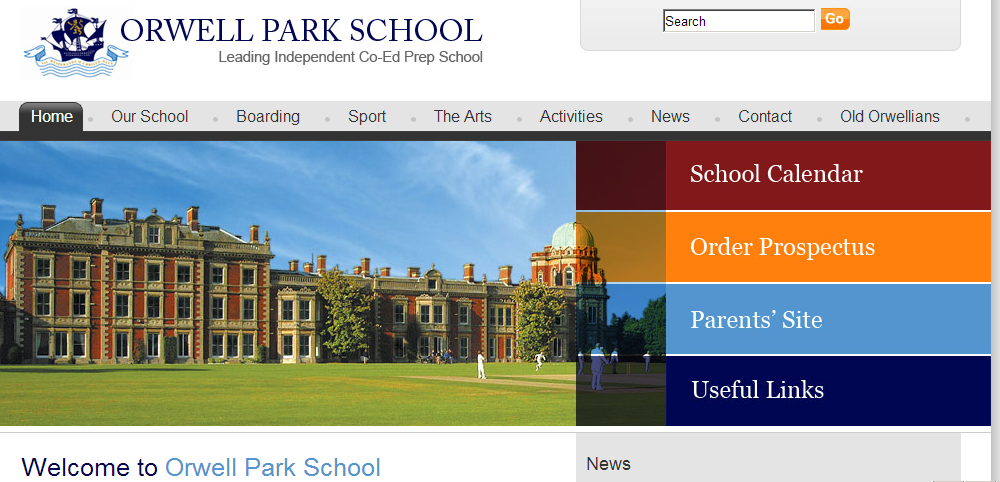 ORWELL PARK SCHOOL
Leading Independent Co-Ed Prep School
Search
Go
Home
Our School
Boarding
Sport
The Arts
Activities
News
Contact
Old Orwellians
School Calendar
Order Prospectus
Parents’ Site
Useful Links
Welcome to Orwell Park School
News